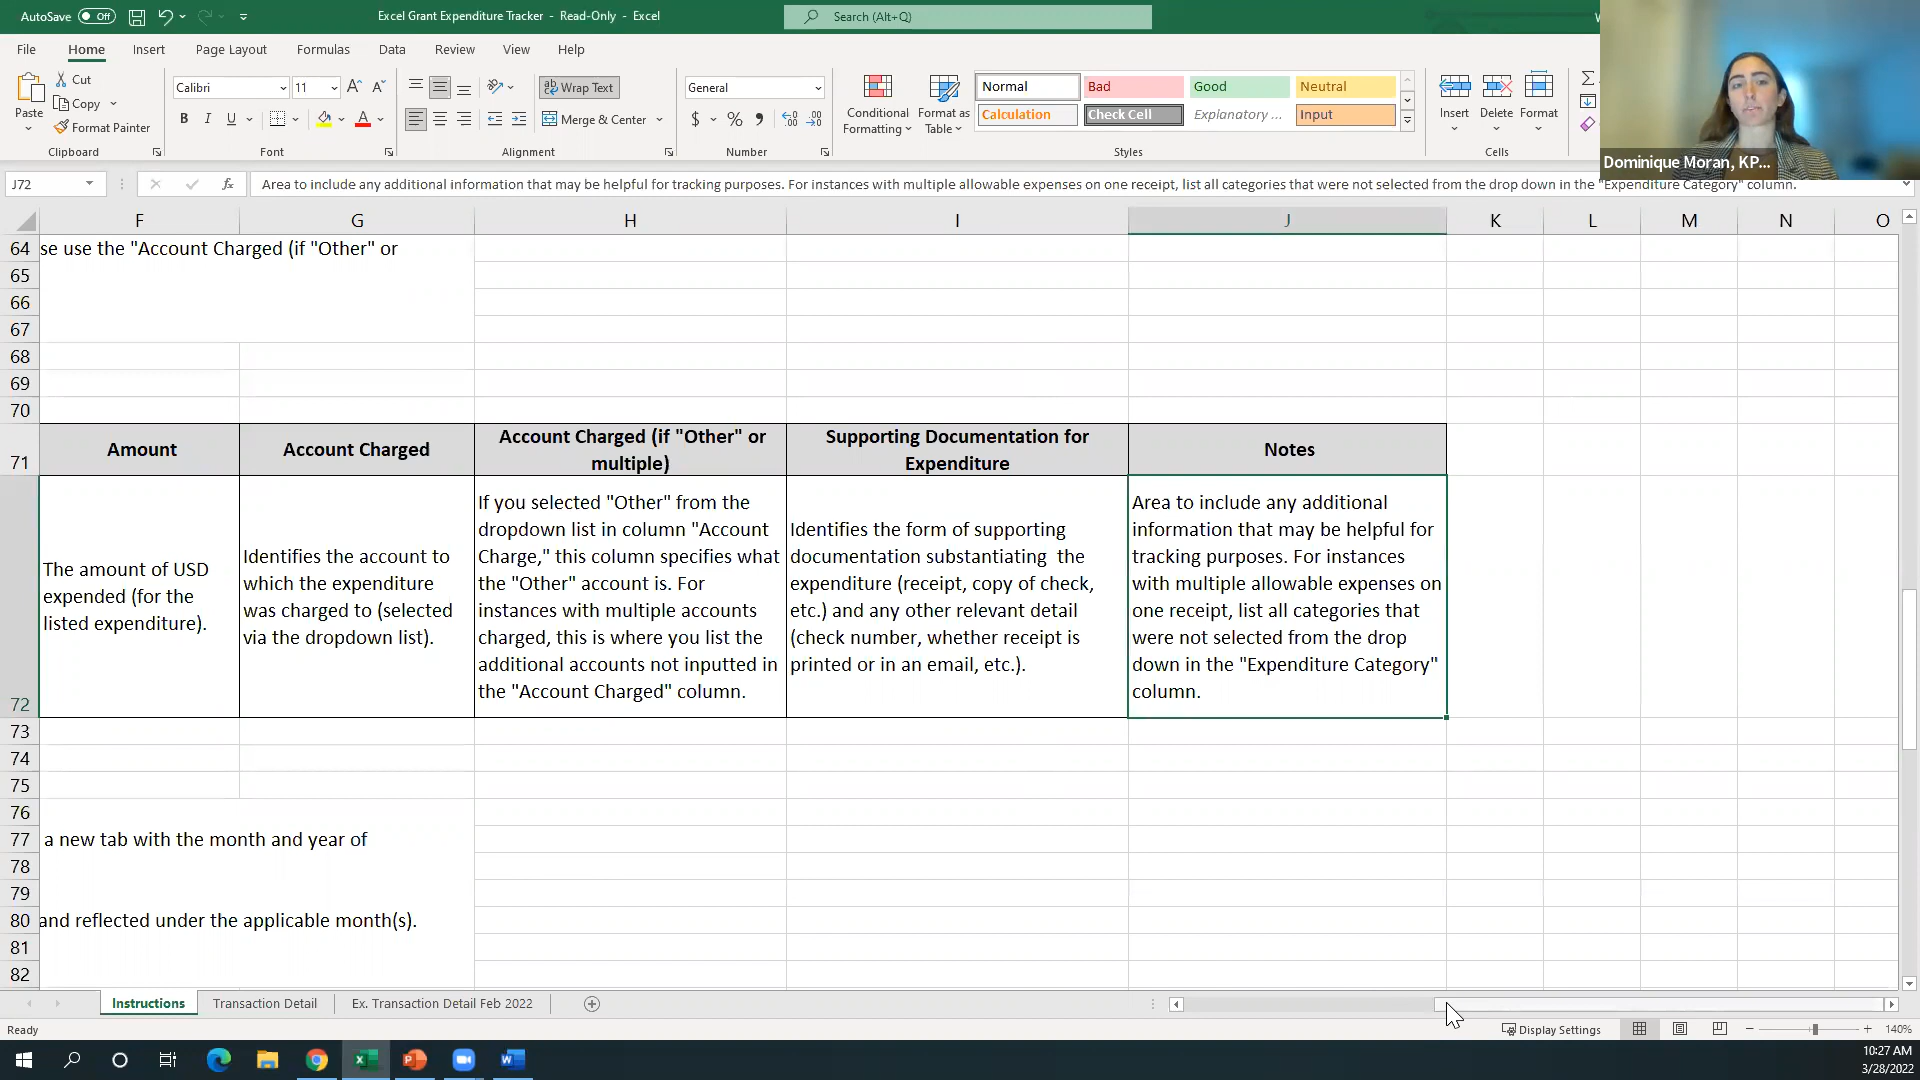 AutoSave Off Excel Grant Expenditure Tracker - Read-Only - Excel Search (Alt+Q)
File Home Insert Page Layout Formulas Data Review View Help
Cut
Copy
Format Painter
Paste
Clipboard
Calibri 11
B I U A
Font
Wrap Text
Merge & Center
Alignment
General
$ %
Number
Conditional Formatting
Format as Table
Normal Bad Good Neutral
Calculation Check Cell Explanatory ... Input
Styles
Insert Delete Format
Cells
Dominique Moran, KP...
J72 fx Area to include any additional information that may be helpful for tracking purposes. For instances with multiple allowable expenses on one receipt, list all categories that were not selected from the drop down in the "Expenditure Category" column.
F G H I J K L M N O
64 se use the "Account Charged (if "Other" or
65
66
67
68
69
70
71 Amount Account Charged Account Charged (if "Other" or multiple) Supporting Documentation for Expenditure Notes
The amount of USD
expended (for the
listed expenditure).
Identifies the account to
which the expenditure
was charged to (selected
via the dropdown list).
If you selected "Other" from the
dropdown list in column "Account
Charge," this column specifies what
the "Other" account is. For
instances with multiple accounts
charged, this is where you list the
additional accounts not inputted in
the "Account Charged" column.
Identifies the form of supporting
documentation substantiating the
expenditure (receipt, copy of check,
etc.) and any other relevant detail
(check number, whether receipt is
printed or in an email, etc.).
Area to include any additional
information that may be helpful for
tracking purposes. For instances
with multiple allowable expenses on
one receipt, list all categories that
were not selected from the drop
down in the "Expenditure Category"
column.
72
73
74
75
76
77 a new tab with the month and year of
78
79
80 and reflected under the applicable month(s).
81
82
Instructions Transaction Detail Ex. Transaction Detail Feb 2022
Ready Display Settings 140%
10:27 AM
3/28/2022